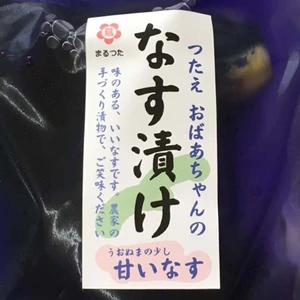 まるつた
つたえ おばあちゃんの
なす漬け
味のある、いいなすです。農家の
手づくり漬物で、ご笑味ください
うおぬまの少し
甘いなす